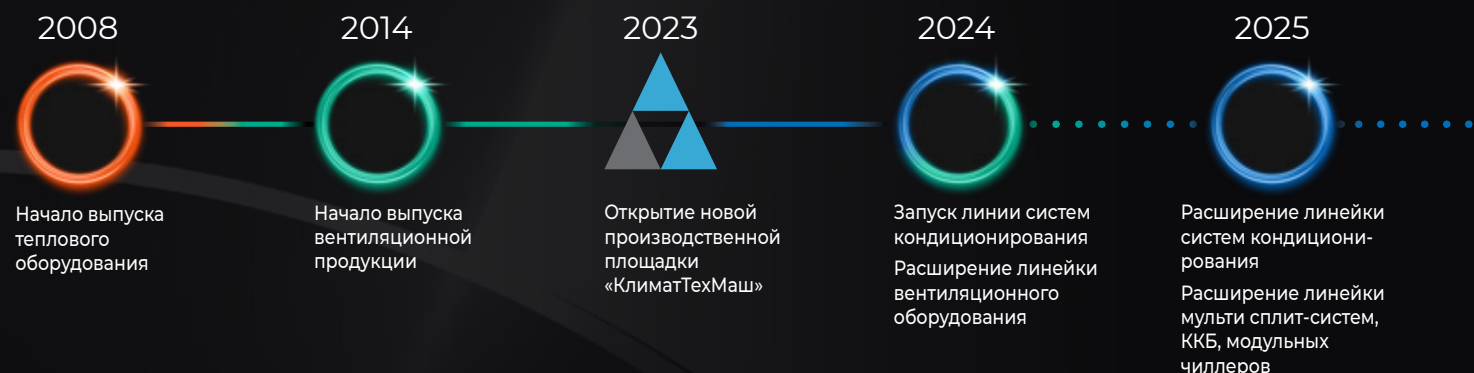 2008
Начало выпуска
теплового
оборудования
2014
Начало выпуска
вентиляционной
продукции
2023
Открытие новой
производственной
площадки
«КлиматТехМаш»
2024
Запуск линии систем
кондиционирования
Расширение линейки
вентиляционного
оборудования
2025
Расширение линейки
систем кондициони-
рования
Расширение линейки
мульти сплит-систем,
ККБ, модульных
чиллеров